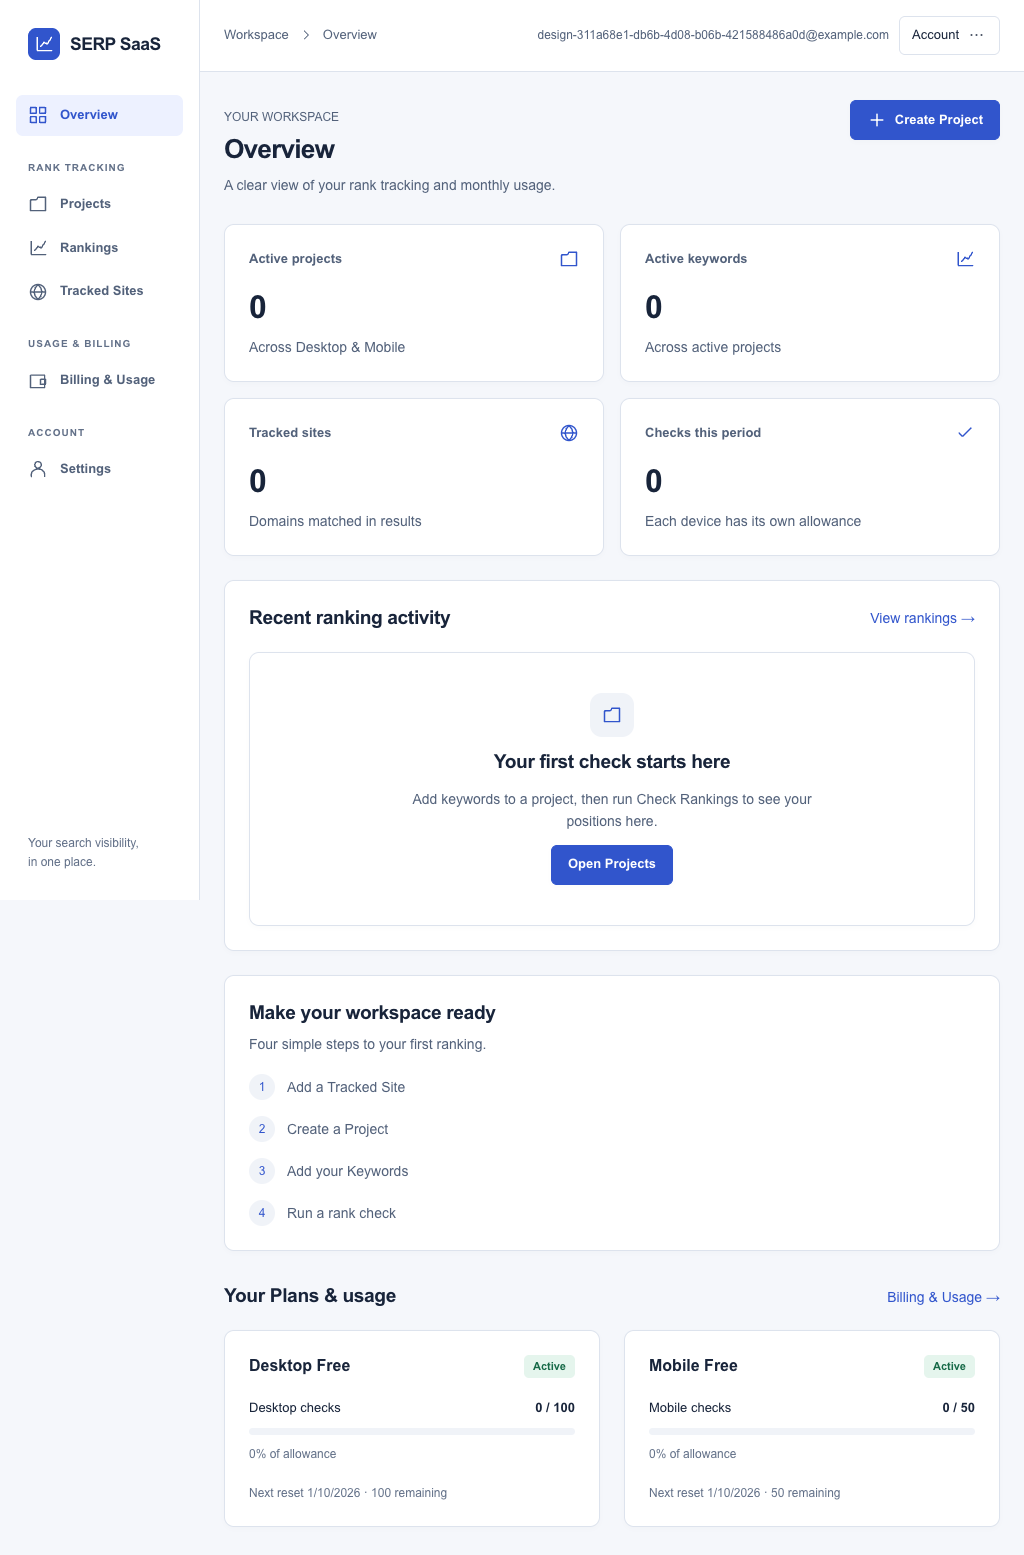 SERP SaaS
Workspace
Overview
design-311a68e1-db6b-4d08-b06b-421588486a0d@example.com
Account ···
Overview
RANK TRACKING
Projects
Rankings
Tracked Sites
USAGE & BILLING
Billing & Usage
ACCOUNT
Settings
Your search visibility,
in one place.
YOUR WORKSPACE
Overview
A clear view of your rank tracking and monthly usage.
Create Project
Active projects
0
Across Desktop & Mobile
Active keywords
0
Across active projects
Tracked sites
0
Domains matched in results
Checks this period
0
Each device has its own allowance
Recent ranking activity
View rankings →
Your first check starts here
Add keywords to a project, then run Check Rankings to see your
positions here.
Open Projects
Make your workspace ready
Four simple steps to your first ranking.
1 Add a Tracked Site
2 Create a Project
3 Add your Keywords
4 Run a rank check
Your Plans & usage
Billing & Usage →
Desktop Free
Active
Desktop checks
0 / 100
0% of allowance
Next reset 1/10/2026 · 100 remaining
Mobile Free
Active
Mobile checks
0 / 50
0% of allowance
Next reset 1/10/2026 · 50 remaining